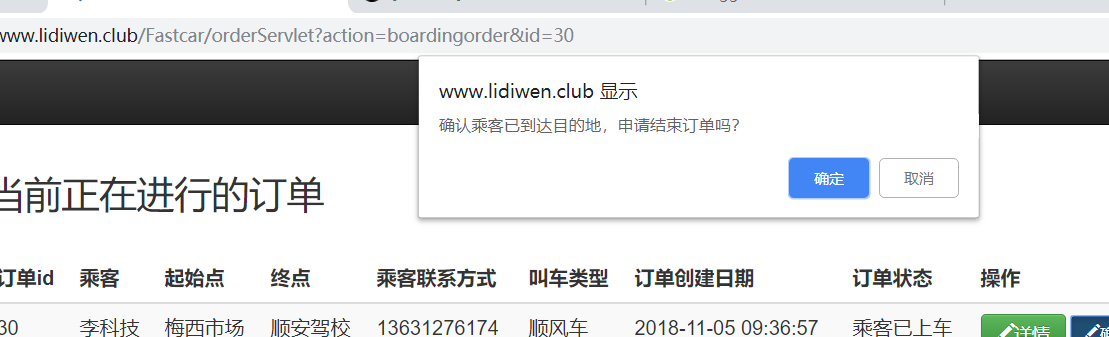 www.lidiwen.club/Fastcar/orderServlet?action=boardingorder&id=30
www.lidiwen.club 显示
确认乘客已到达目的地，申请结束订单吗？
确定 取消
当前正在进行的订单
订单id 乘客 起始点 终点 乘客联系方式 叫车类型 订单创建日期 订单状态 操作
30 李科技 梅西市场 顺安驾校 13631276174 顺风车 2018-11-05 09:36:57 乘客已上车 详情